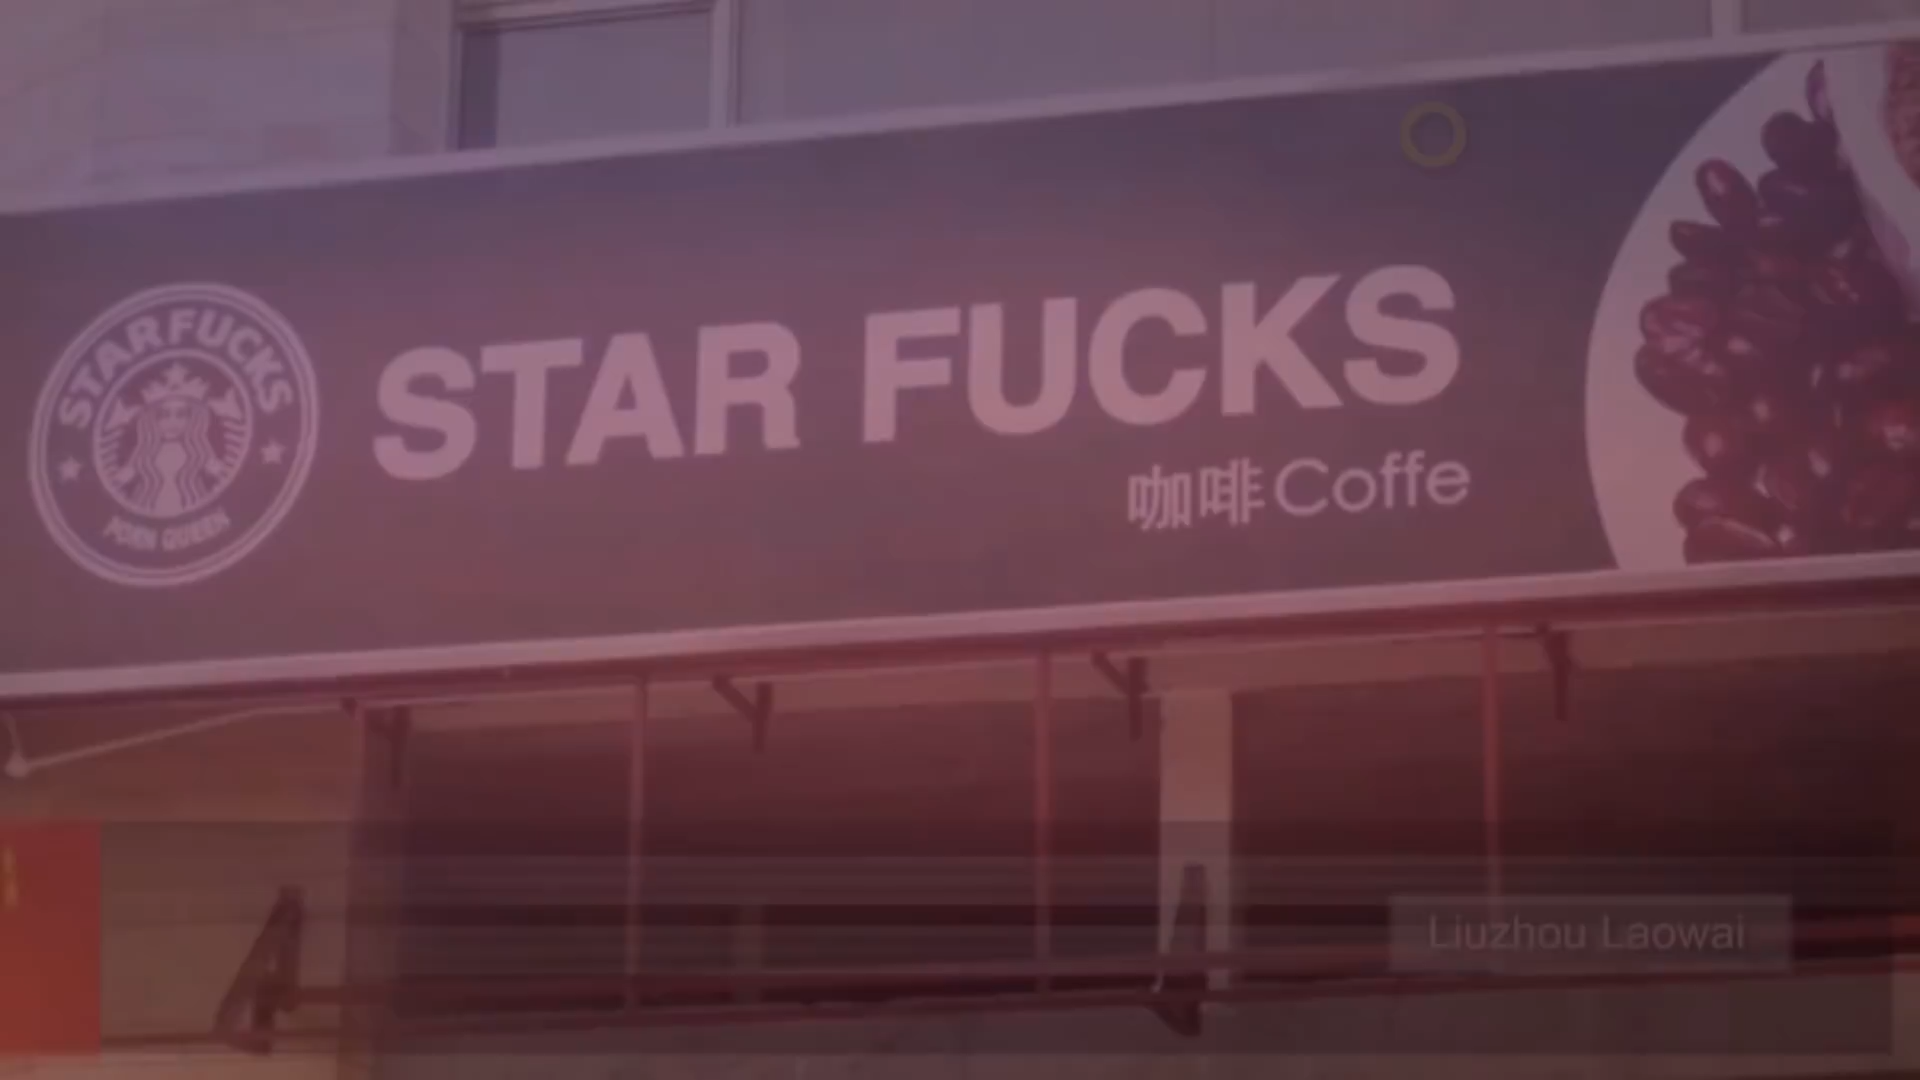 STARFUCKS
PORN QUEEN
STAR FUCKS
咖啡Coffe
Liuzhou Laowai